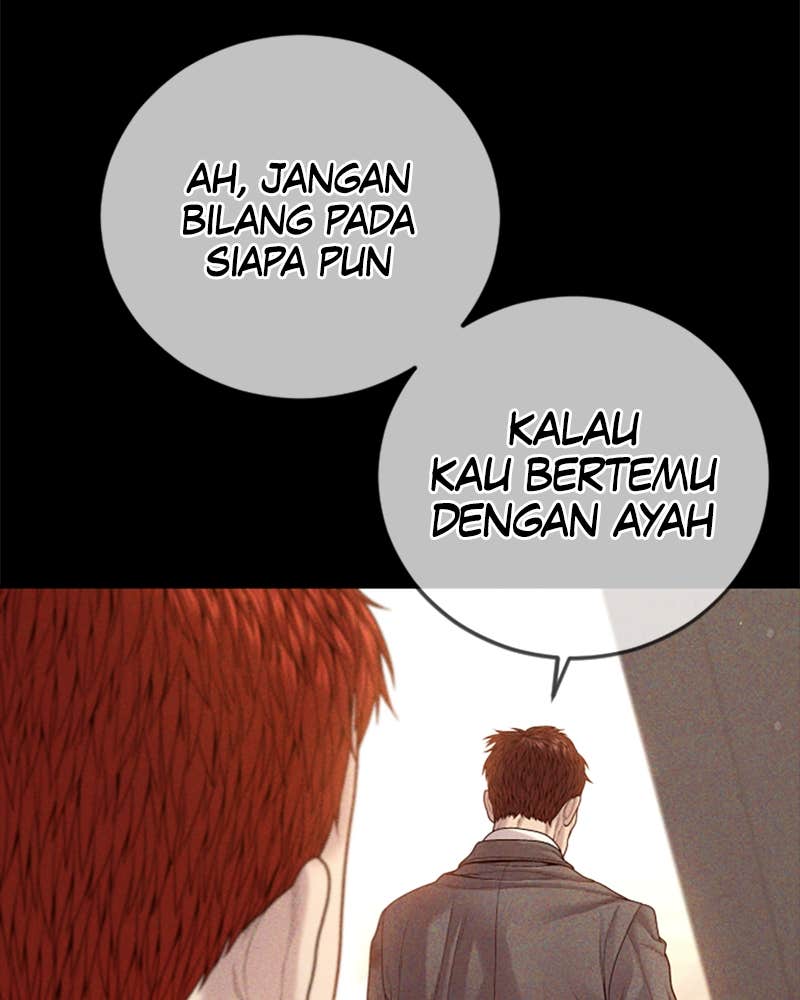 AH, JANGAN
BILANG PADA
SIAPA PUN
KALAU
KAU BERTEMU
DENGAN AYAH